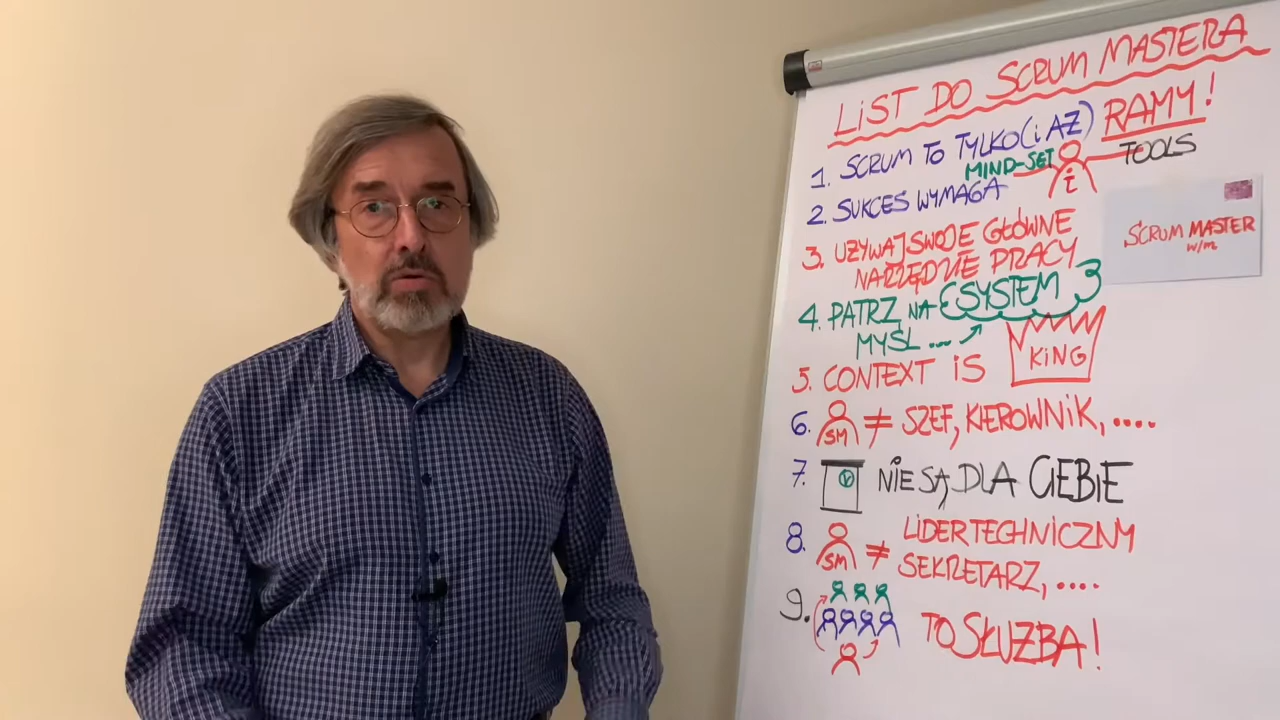 LiST DO SCRUM MASTERA
1. SCRUM TO TYLKO (i AŻ) RAMY!
MIND-SET
i
TOOLS
2. SUKCES WYMAGA
SCRUM MASTER
w/m
3. UŻYWAJ SWOJE GŁÓWNE
NARZĘDZIE PRACY
4. PATRZ NA SYSTEM
MYŚL ...
5. CONTEXT iS KiNG
6. SM ≠ SZEF, KIEROWNiK, ....
7. V NiE SĄ DLA CIEBIE
8. SM ≠ LIDER TECHNICZNY
SEKRETARZ, ....
9. TO SŁUŻBA!